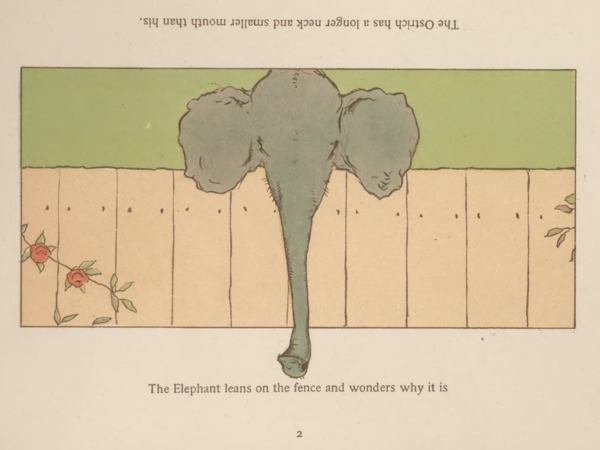 The Elephant leans on the fence and wonders why it is
2
The Ostrich has a longer neck and smaller mouth than his.